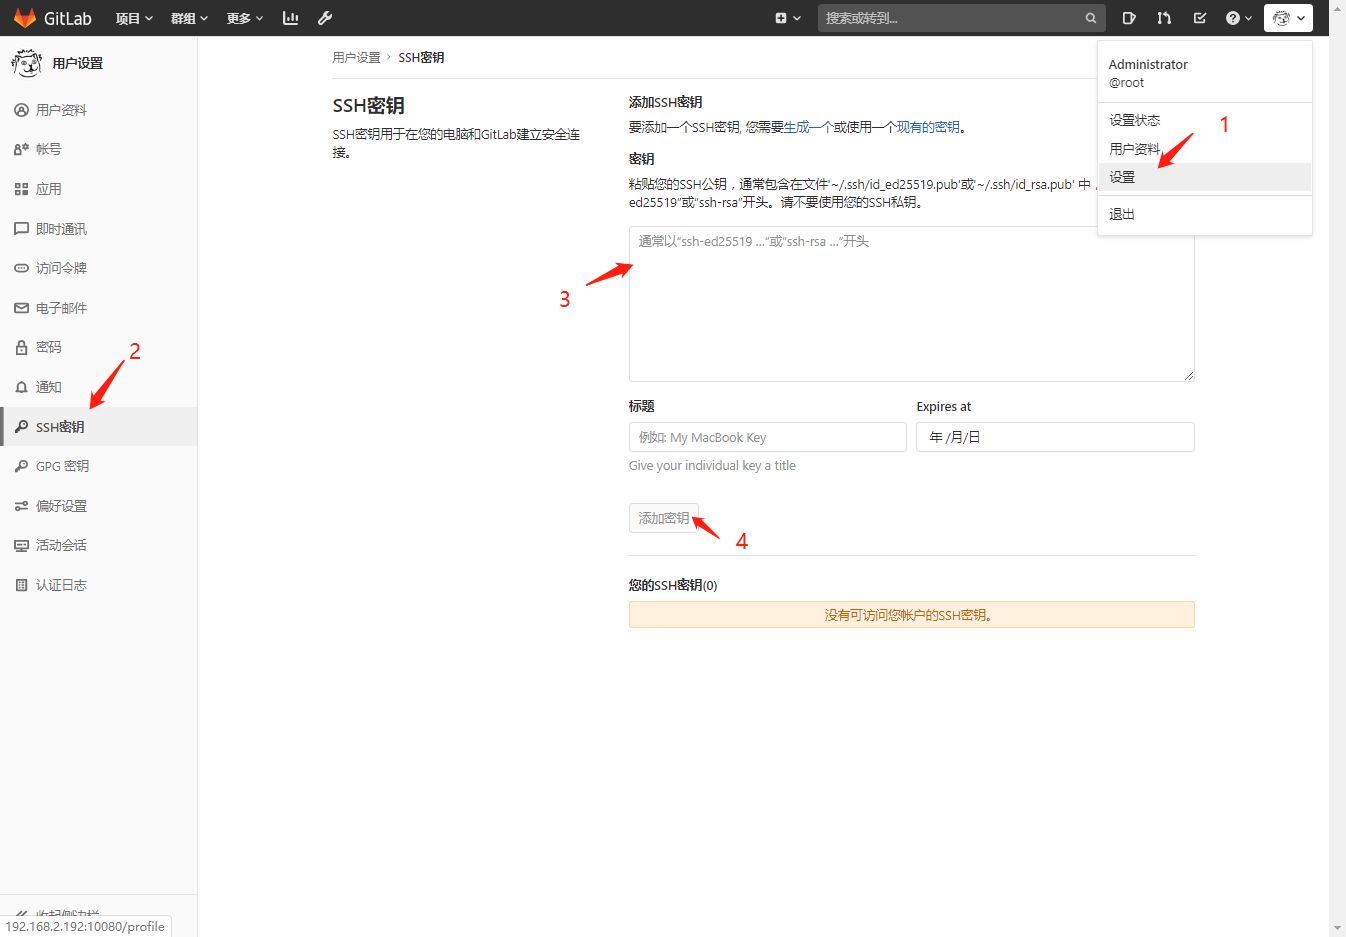 GitLab 项目 群组 更多 搜索或转到...
用户设置
用户资料
帐号
应用
即时通讯
访问令牌
电子邮件
密码
2
通知
SSH密钥
GPG 密钥
偏好设置
活动会话
认证日志
192.168.2.192:10080/profile
用户设置 › SSH密钥
SSH密钥
SSH密钥用于在您的电脑和GitLab建立安全连
接。
添加SSH密钥
要添加一个SSH密钥, 您需要生成一个或使用一个现有的密钥。
密钥
粘贴您的SSH公钥，通常包含在文件'~/.ssh/id_ed25519.pub'或'~/.ssh/id_rsa.pub' 中，
ed25519”或“ssh-rsa”开头。请不要使用您的SSH私钥。
通常以“ssh-ed25519 ...”或“ssh-rsa ...”开头
3
标题 Expires at
例如: My MacBook Key 年 /月/日
Give your individual key a title
添加密钥
4
您的SSH密钥(0)
没有可访问您帐户的SSH密钥。
Administrator
@root
设置状态
1
用户资料
设置
退出